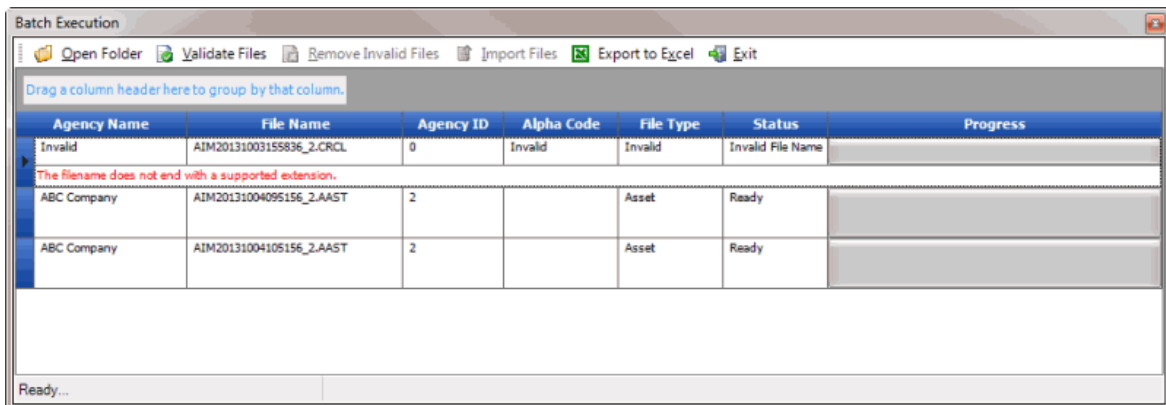 Batch Execution
Open Folder Validate Files Remove Invalid Files Import Files Export to Excel Exit
Drag a column header here to group by that column.
Agency Name File Name Agency ID Alpha Code File Type Status Progress
Invalid AIM20131003155836_2.CRCL 0 Invalid Invalid Invalid File Name
The filename does not end with a supported extension.
ABC Company AIM20131004095156_2.AAST 2 Asset Ready
ABC Company AIM20131004105156_2.AAST 2 Asset Ready
Ready...